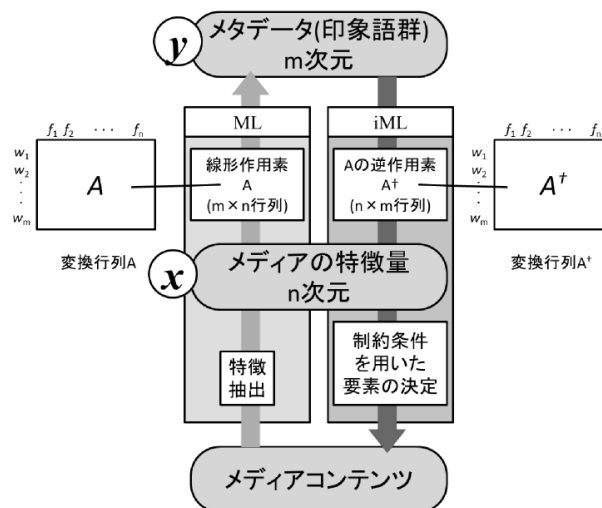 y
メタデータ(印象語群)
m次元
ML
iML
f1 f2 ・・・ fn
w1
w2
:
wm
A
変換行列A
線形作用素
A
(m×n行列)
Aの逆作用素
A†
(n×m行列)
f1 f2 ・・・ fn
w1
w2
:
wm
A†
変換行列A†
x
メディアの特徴量
n次元
特徴
抽出
制約条件
を用いた
要素の決定
メディアコンテンツ